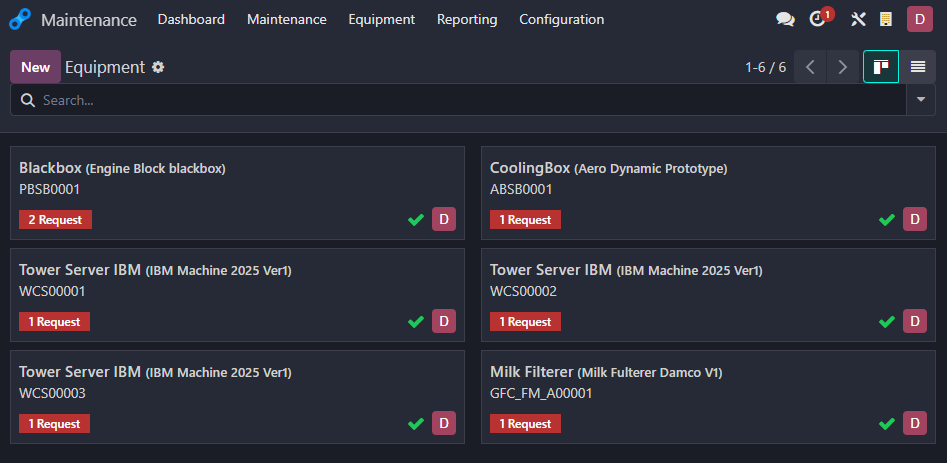 Maintenance Dashboard Maintenance Equipment Reporting Configuration 1 D
New Equipment 1-6 / 6
Search...
Blackbox (Engine Block blackbox)
PBSB0001
2 Request D
CoolingBox (Aero Dynamic Prototype)
ABSB0001
1 Request D
Tower Server IBM (IBM Machine 2025 Ver1)
WCS00001
1 Request D
Tower Server IBM (IBM Machine 2025 Ver1)
WCS00002
1 Request D
Tower Server IBM (IBM Machine 2025 Ver1)
WCS00003
1 Request D
Milk Filterer (Milk Fulterer Damco V1)
GFC_FM_A00001
1 Request D